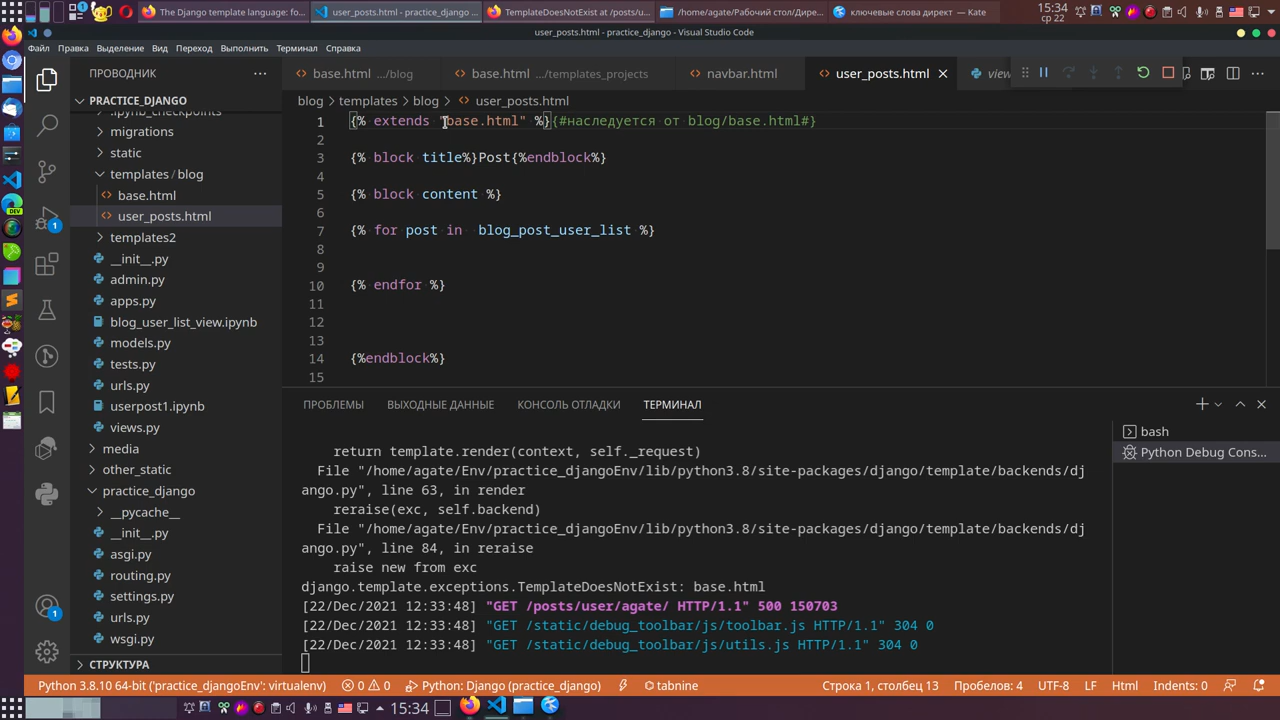 The Django template language: fo...
user_posts.html - practice_django ...
TemplateDoesNotExist at /posts/u...
/home/agate/Рабочий стол/Дире...
ключевые слова директ — Kate
15:34
ср 22
user_posts.html - practice_django - Visual Studio Code
Файл Правка Выделение Вид Переход Выполнить Терминал Справка
ПРОВОДНИК
base.html .../blog
base.html .../templates_projects
navbar.html
user_posts.html
view
PRACTICE_DJANGO
blog
templates
blog
user_posts.html
.ipynb_checkpoints
migrations
static
templates/blog
base.html
user_posts.html
templates2
__init__.py
admin.py
apps.py
blog_user_list_view.ipynb
models.py
tests.py
urls.py
userpost1.ipynb
views.py
media
other_static
practice_django
__pycache__
__init__.py
asgi.py
routing.py
settings.py
urls.py
wsgi.py
СТРУКТУРА
DEV
1
1
1 {% extends "base.html" %}{#наследуется от blog/base.html#}
2
3 {% block title%}Post{%endblock%}
4
5 {% block content %}
6
7 {% for post in  blog_post_user_list %}
8
9
10 {% endfor %}
11
12
13
14 {%endblock%}
15
ПРОБЛЕМЫ ВЫХОДНЫЕ ДАННЫЕ КОНСОЛЬ ОТЛАДКИ ТЕРМИНАЛ
return template.render(context, self._request)
File "/home/agate/Env/practice_djangoEnv/lib/python3.8/site-packages/django/template/backends/dj
ango.py", line 63, in render
reraise(exc, self.backend)
File "/home/agate/Env/practice_djangoEnv/lib/python3.8/site-packages/django/template/backends/dj
ango.py", line 84, in reraise
raise new from exc
django.template.exceptions.TemplateDoesNotExist: base.html
[22/Dec/2021 12:33:48] "GET /posts/user/agate/ HTTP/1.1" 500 150703
[22/Dec/2021 12:33:48] "GET /static/debug_toolbar/js/toolbar.js HTTP/1.1" 304 0
[22/Dec/2021 12:33:48] "GET /static/debug_toolbar/js/utils.js HTTP/1.1" 304 0
bash
Python Debug Cons...
Python 3.8.10 64-bit ('practice_djangoEnv': virtualenv)
0
0
Python: Django (practice_django)
tabnine
Строка 1, столбец 13
Пробелов: 4
UTF-8
LF
Html
Indents: 0
15:34